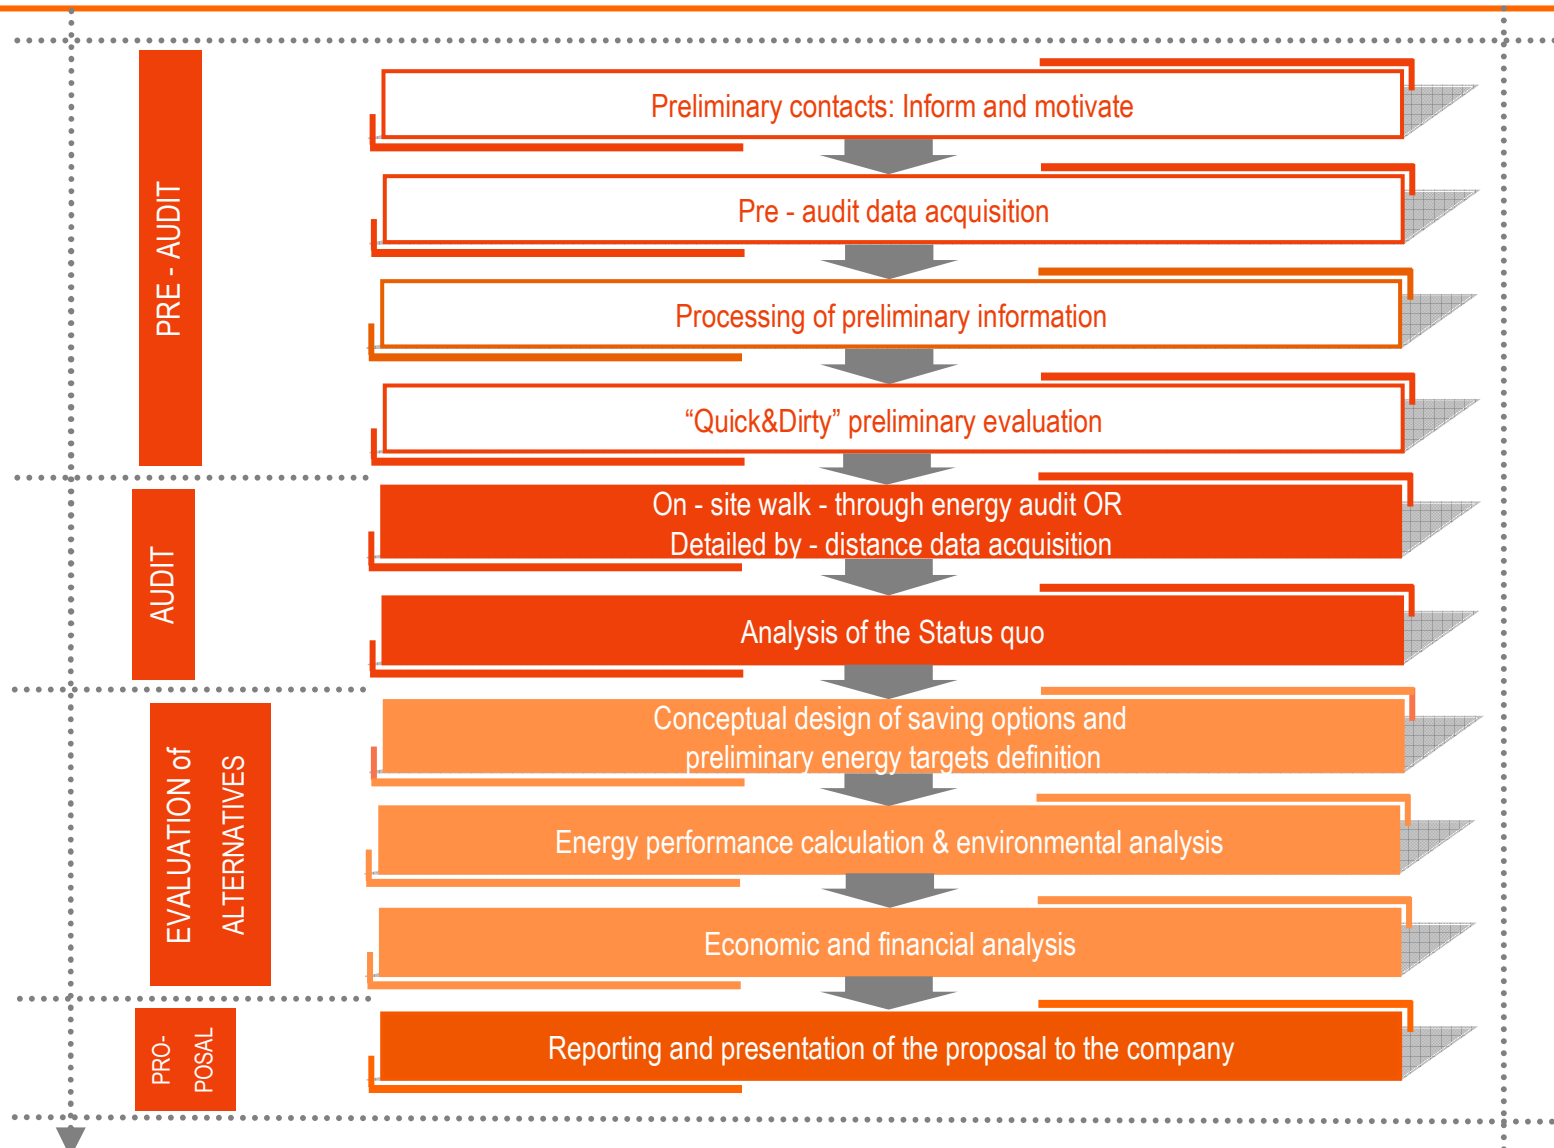 PRE - AUDIT
Preliminary contacts: Inform and motivate
Pre - audit data acquisition
Processing of preliminary information
“Quick&Dirty” preliminary evaluation
AUDIT
On - site walk - through energy audit OR
Detailed by - distance data acquisition
Analysis of the Status quo
EVALUATION of
ALTERNATIVES
Conceptual design of saving options and
preliminary energy targets definition
Energy performance calculation & environmental analysis
Economic and financial analysis
PRO-
POSAL
Reporting and presentation of the proposal to the company